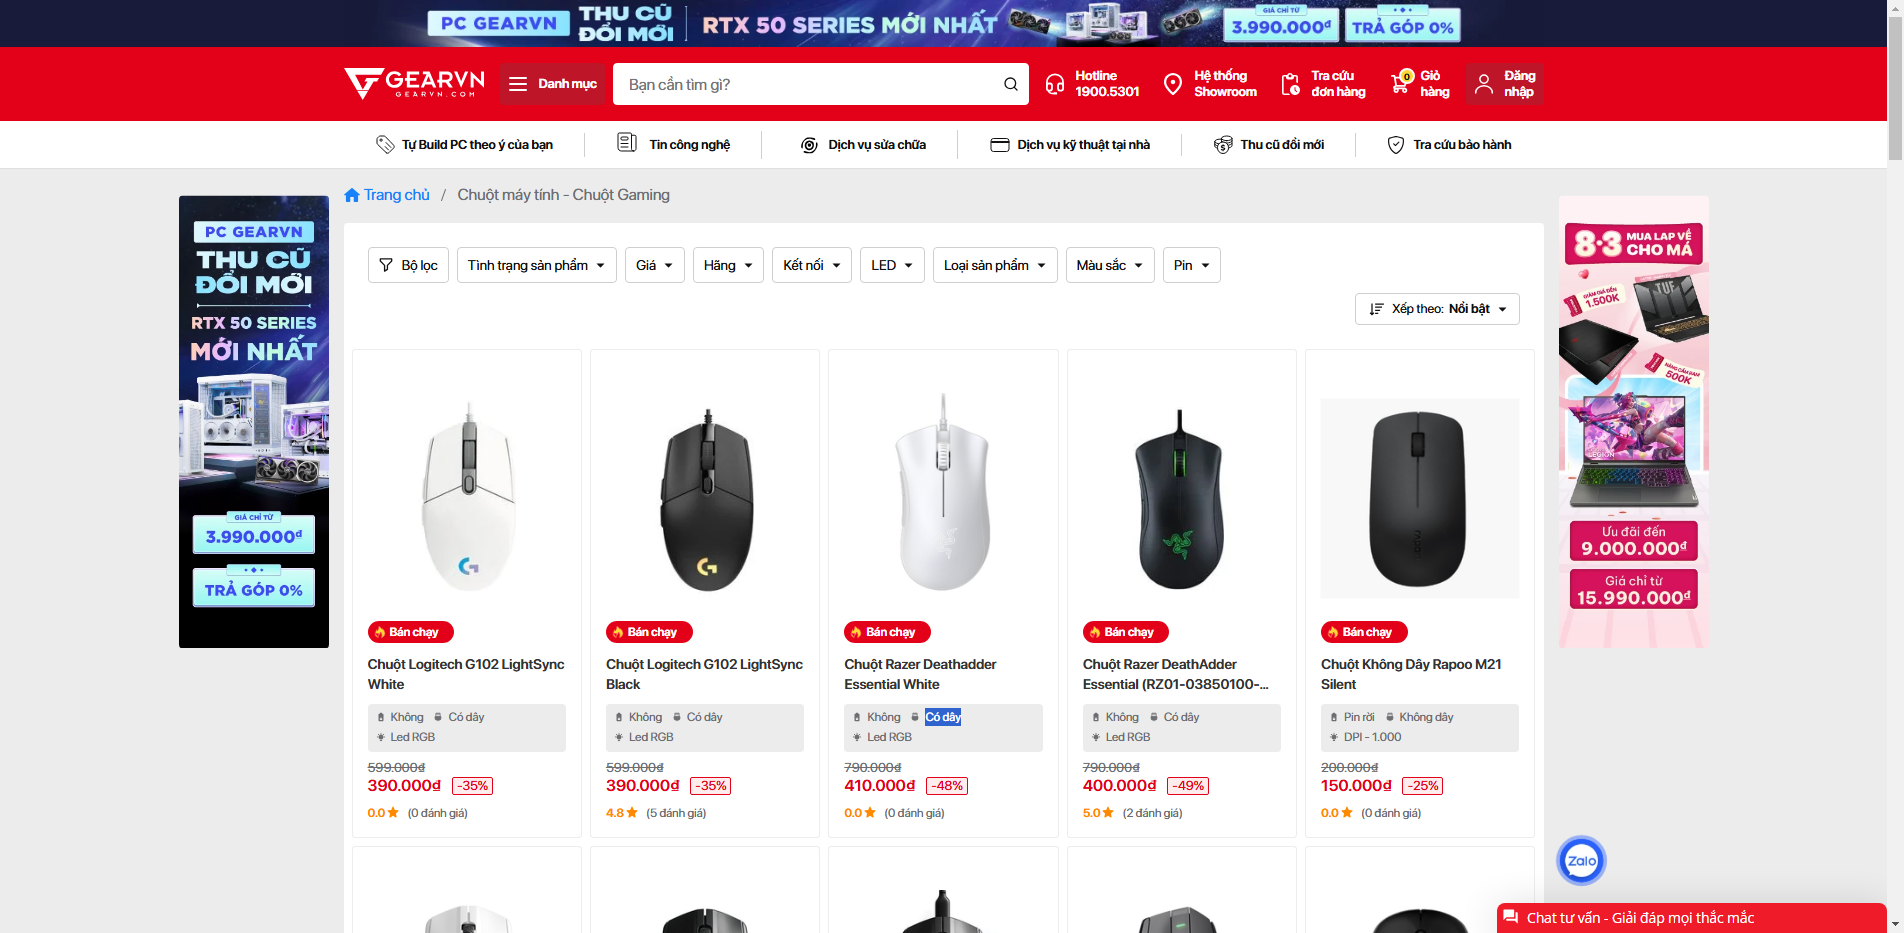 PC GEARVN
THU CŨ
ĐỔI MỚI
RTX 50 SERIES MỚI NHẤT
GIÁ CHỈ TỪ
3.990.000đ
TRẢ GÓP 0%
GEARVN
GEARVN.COM
Danh mục
Bạn cần tìm gì?
Hotline
1900.5301
Hệ thống
Showroom
Tra cứu
đơn hàng
0
Giỏ
hàng
Đăng
nhập
Tự Build PC theo ý của bạn
Tin công nghệ
Dịch vụ sửa chữa
Dịch vụ kỹ thuật tại nhà
Thu cũ đổi mới
Tra cứu bảo hành
Trang chủ / Chuột máy tính - Chuột Gaming
PC GEARVN
THU CŨ
ĐỔI MỚI
RTX 50 SERIES
MỚI NHẤT
GIÁ CHỈ TỪ
3.990.000đ
TRẢ GÓP 0%
Bộ lọc
Tình trạng sản phẩm
Giá
Hãng
Kết nối
LED
Loại sản phẩm
Màu sắc
Pin
Xếp theo: Nổi bật
Bán chạy
Chuột Logitech G102 LightSync
White
Không Có dây
Led RGB
599.000đ
390.000đ -35%
0.0 (0 đánh giá)
Bán chạy
Chuột Logitech G102 LightSync
Black
Không Có dây
Led RGB
599.000đ
390.000đ -35%
4.8 (5 đánh giá)
Bán chạy
Chuột Razer Deathadder
Essential White
Không Có dây
Led RGB
790.000đ
410.000đ -48%
0.0 (0 đánh giá)
Bán chạy
Chuột Razer DeathAdder
Essential (RZ01-03850100-...
Không Có dây
Led RGB
790.000đ
400.000đ -49%
5.0 (2 đánh giá)
rapoo
Bán chạy
Chuột Không Dây Rapoo M21
Silent
Pin rời Không dây
DPI - 1.000
200.000đ
150.000đ -25%
0.0 (0 đánh giá)
8·3 MUA LAP VỀ
CHO MÁ
GIẢM GIÁ ĐẾN
1.500K
TUF
500K
LEGION
Ưu đãi đến
9.000.000đ
Giá chỉ từ
15.990.000đ
Zalo
Chat tư vấn - Giải đáp mọi thắc mắc